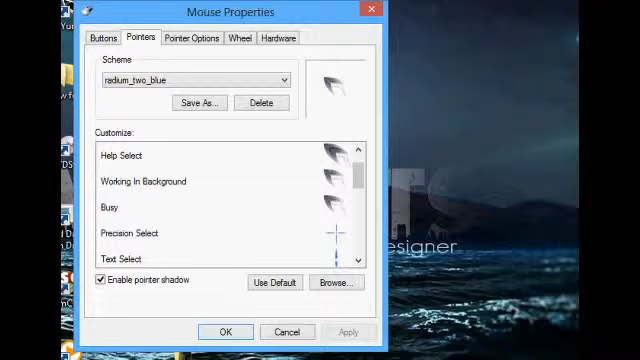 Mouse Properties
Buttons Pointers Pointer Options Wheel Hardware
Scheme
radium_two_blue
Save As... Delete
Customize:
Help Select
Working In Background
Busy
Precision Select
Text Select
Enable pointer shadow
Use Default Browse...
OK Cancel Apply
esigner